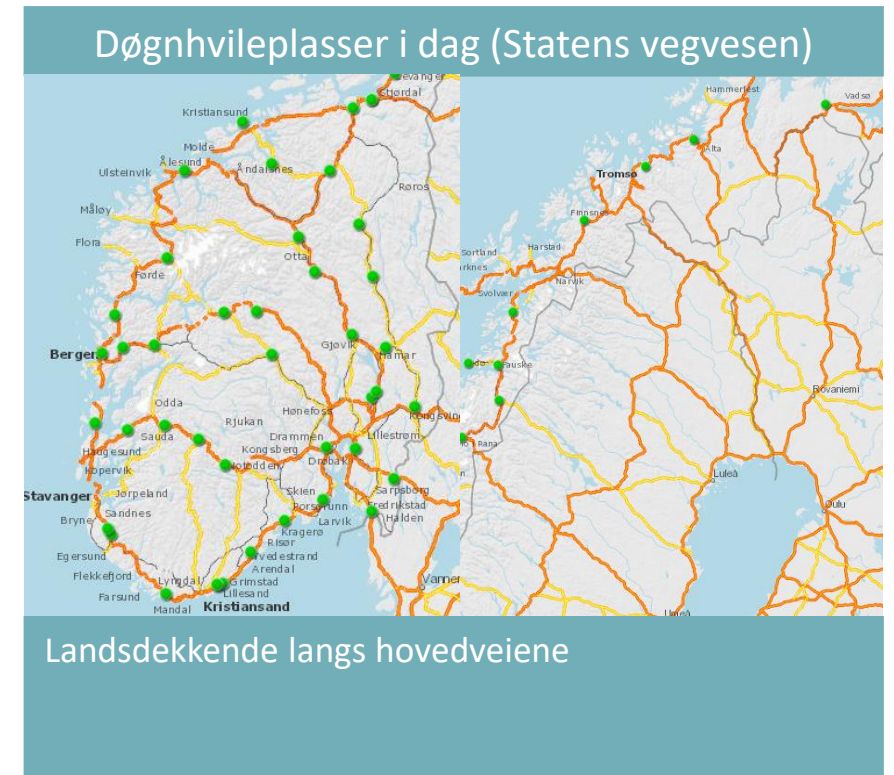 Døgnhvileplasser i dag (Statens vegvesen)
Stjørdal
Kristiansund
Molde
Ålesund
Åndalsnes
Ulsteinvik
Røros
Måløy
Flora
Otta
Førde
Gjøvik
Hamar
Bergen
Odda
Hønefoss
Rjukan
Kongsvin
Sauda
Drammen
Lillestrøm
Haugesund
Kongsberg
Kopervik
Notodden
Drøbak
Stavanger
Jørpeland
Skien
Sarpsborg
Sandnes
Porsgrunn
Fredrikstad
Bryne
Larvik
Halden
Kragerø
Egersund
Risør
Tvedestrand
Flekkefjord
Arendal
Lyngdal
Grimstad
Farsund
Lillesand
Mandal
Kristiansand
Hammerfest
Vadsø
Alta
Tromsø
Finnsnes
Sortland
Harstad
Narvik
Svolvær
Fauske
Rovaniemi
Rana
Luleå
Oulu
Umeå
Landsdekkende langs hovedveiene